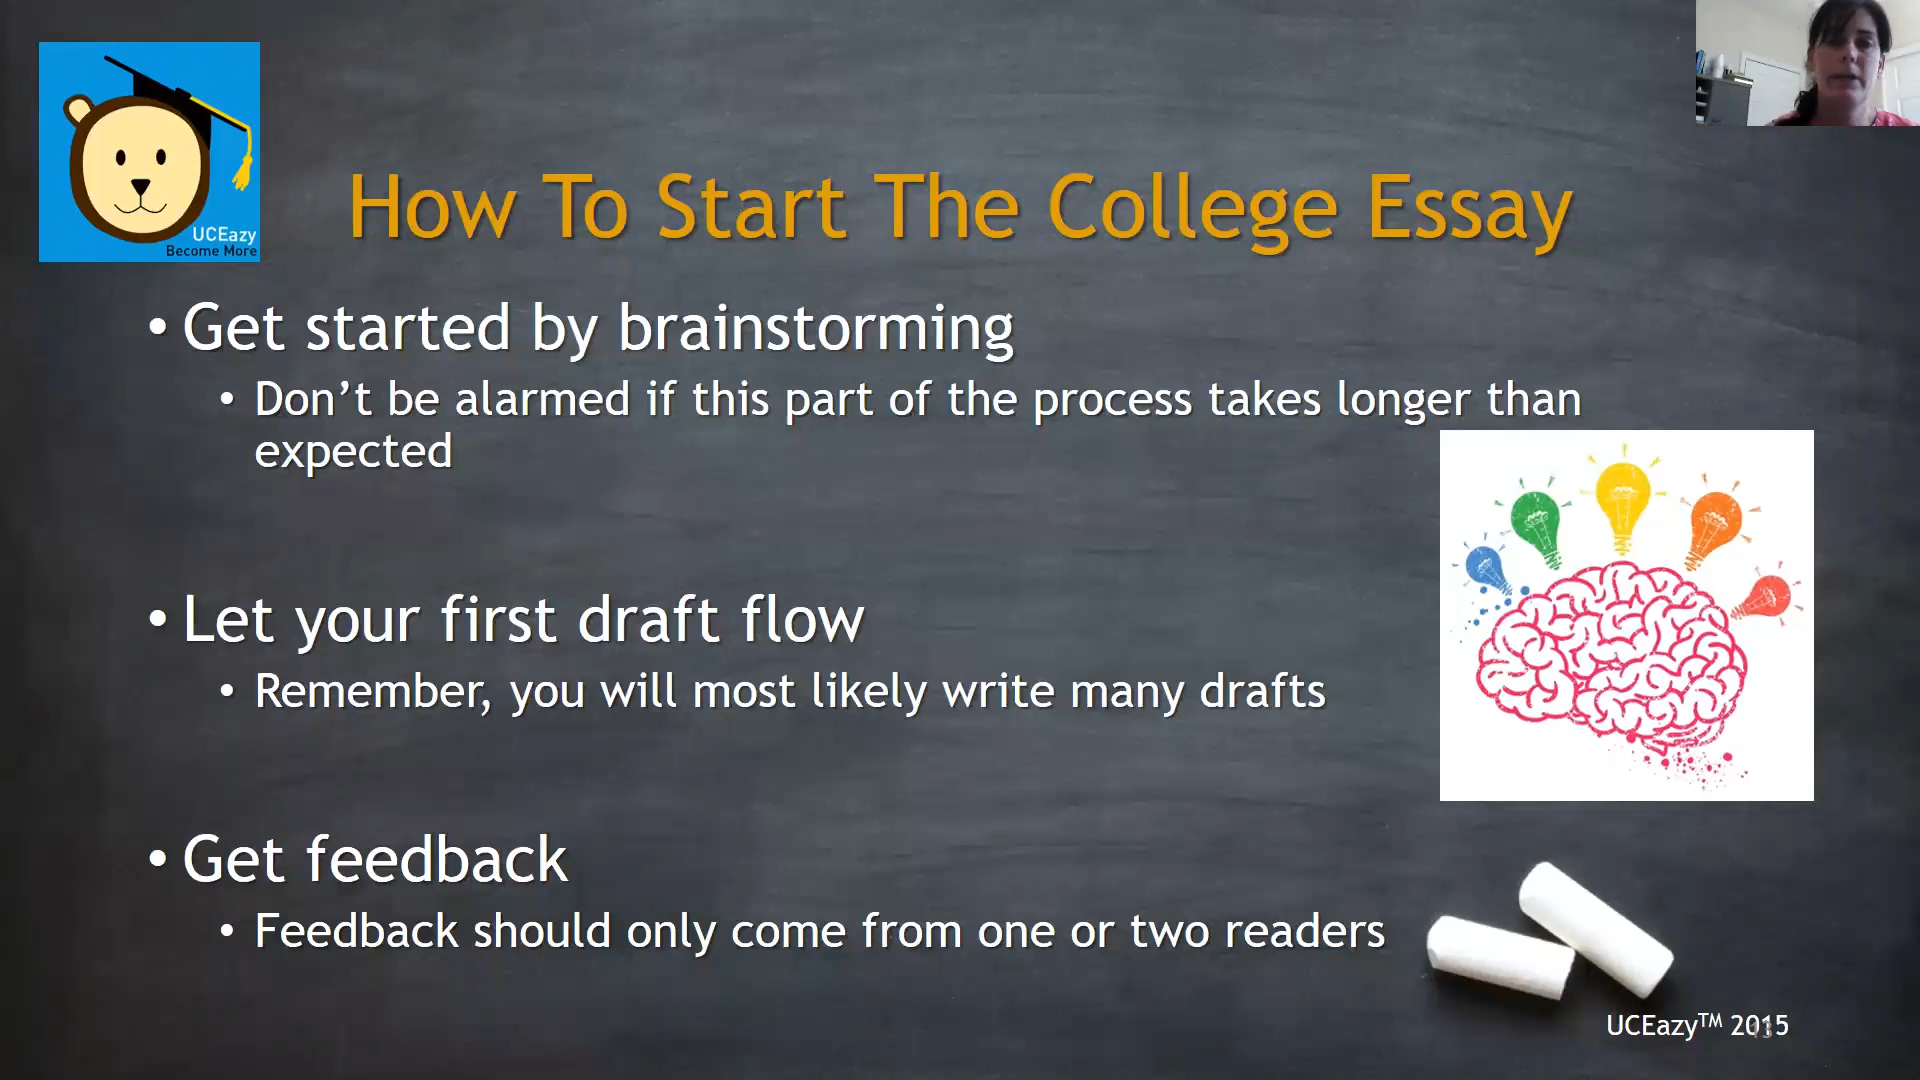 UCEazy
Become More
How To Start The College Essay
• Get started by brainstorming
• Don’t be alarmed if this part of the process takes longer than
expected
• Let your first draft flow
• Remember, you will most likely write many drafts
• Get feedback
• Feedback should only come from one or two readers
UCEazy™ 2015
13